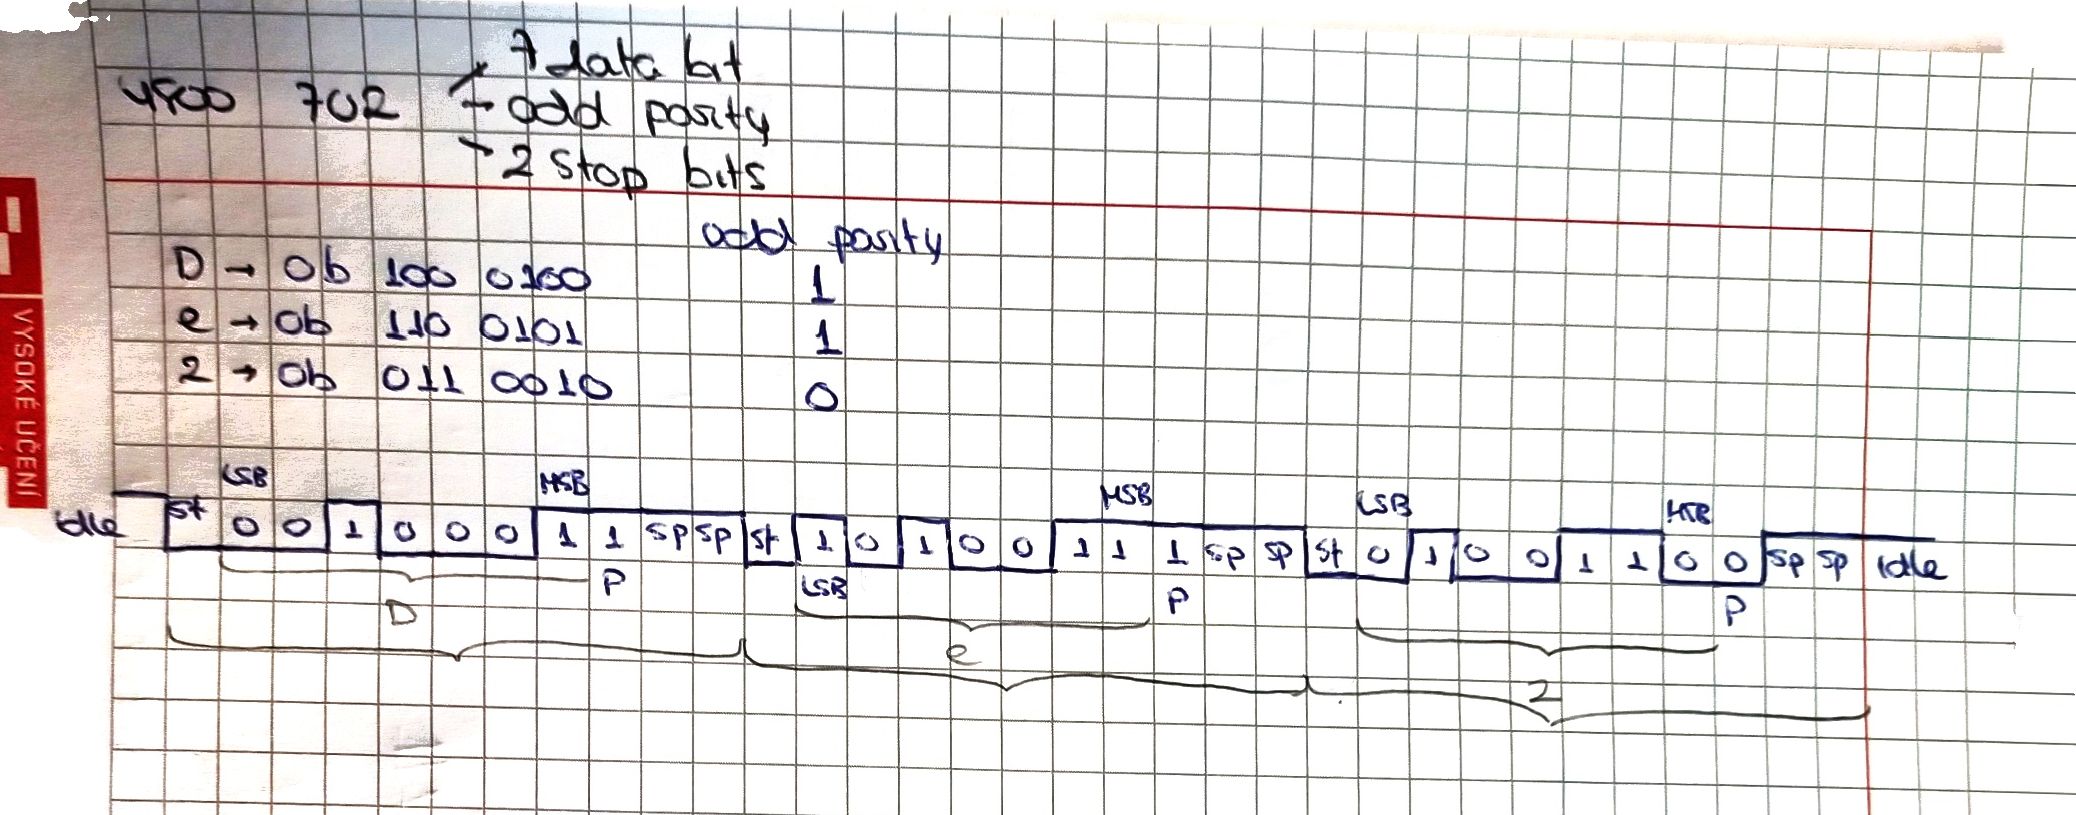 7 data bit
4800 7O2 odd parity
2 stop bits
odd parity
D → 0b 100 0100 1
e → 0b 110 0101 1
2 → 0b 011 0010 0
LSB MSB MSB LSB MSB
idle st 0 0 1 0 0 0 1 1 sp sp st 1 0 1 0 0 1 1 1 sp sp st 0 1 0 0 1 1 0 0 sp sp idle
P LSB P P
D
e
2
VYSOKÉ UČENÍ